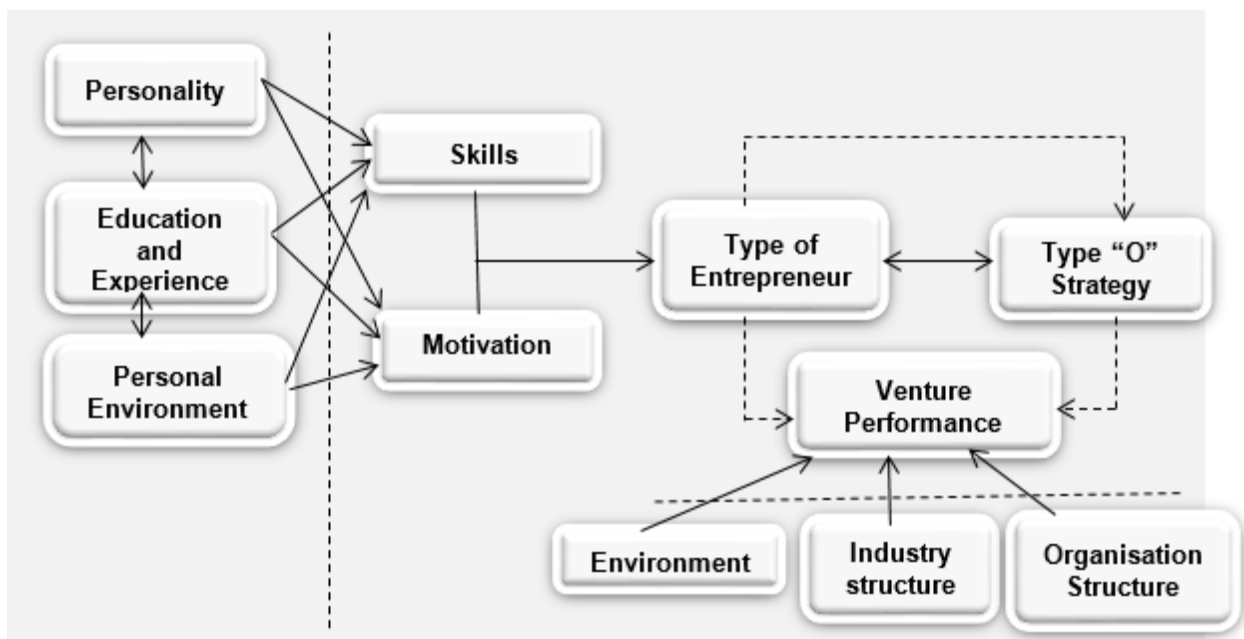 Personality
Education
and
Experience
Personal
Environment
Skills
Motivation
Type of
Entrepreneur
Type “O”
Strategy
Venture
Performance
Environment
Industry
structure
Organisation
Structure